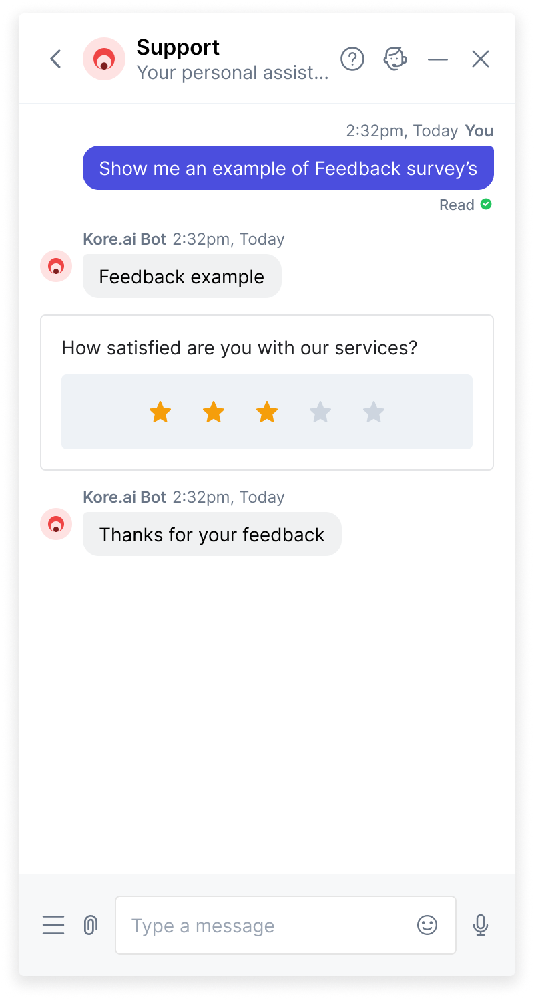 Support
Your personal assist...
2:32pm, Today You
Show me an example of Feedback survey’s
Read
Kore.ai Bot 2:32pm, Today
Feedback example
How satisfied are you with our services?
Kore.ai Bot 2:32pm, Today
Thanks for your feedback
Type a message